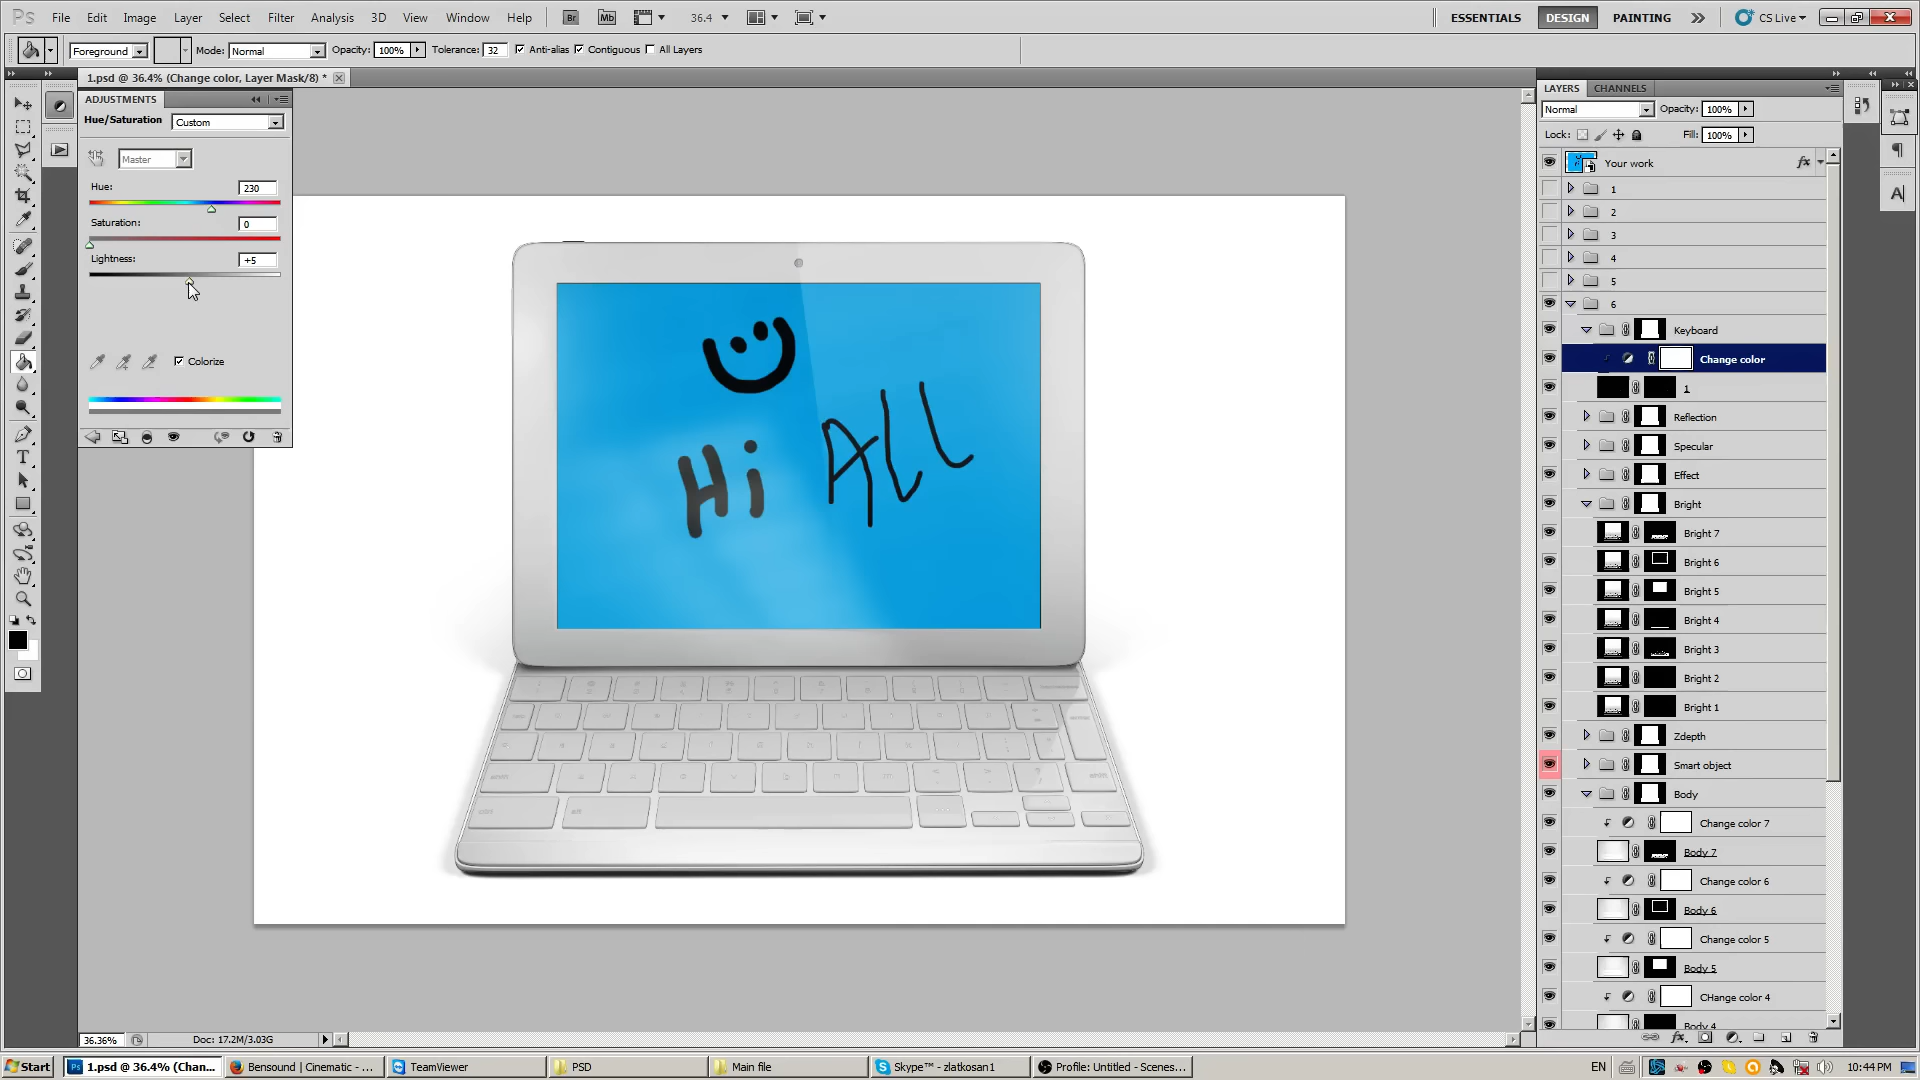 Ps File Edit Image Layer Select Filter Analysis 3D View Window Help Br Mb 36.4 ESSENTIALS DESIGN PAINTING CS Live
Foreground Mode: Normal Opacity: 100% Tolerance: 32 Anti-alias Contiguous All Layers
1.psd @ 36.4% (Change color, Layer Mask/8) *
ADJUSTMENTS
Hue/Saturation Custom
Master
Hue: 230
Saturation: 0
Lightness: +5
Colorize
Hi ALL
LAYERS CHANNELS
Normal Opacity: 100%
Lock: Fill: 100%
Your work fx
1
2
3
4
5
6
Keyboard
Change color
1
Reflection
Specular
Effect
Bright
Bright 7
Bright 6
Bright 5
Bright 4
Bright 3
Bright 2
Bright 1
Zdepth
Smart object
Body
Change color 7
Body 7
Change color 6
Body 6
Change color 5
Body 5
CHange color 4
Body 4
36.36% Doc: 17.2M/3.03G
Start 1.psd @ 36.4% (Chan... Bensound | Cinematic - ... TeamViewer PSD Main file Skype™ - zlatkosan1 Profile: Untitled - Scenes... EN 10:44 PM